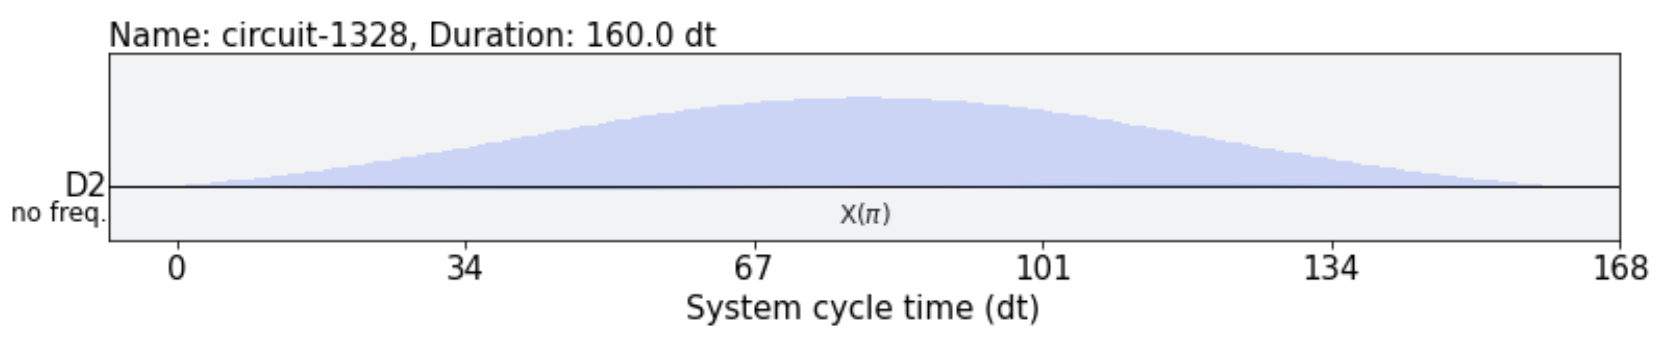 Name: circuit-1328, Duration: 160.0 dt
D2
no freq.
X(π)
0 34 67 101 134 168
System cycle time (dt)